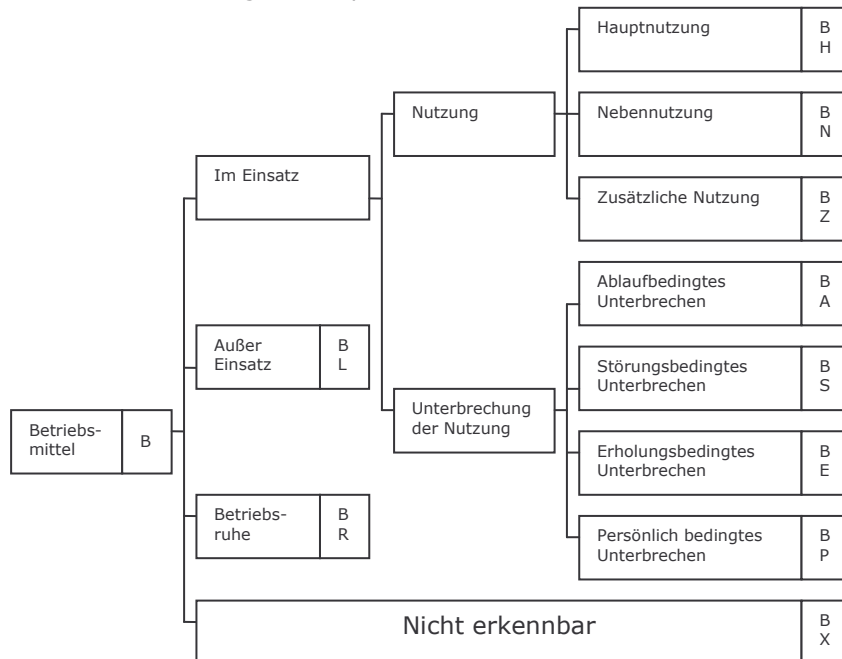 Hauptnutzung
B
H
Nutzung
Nebennutzung
B
N
Im Einsatz
Zusätzliche Nutzung
B
Z
Ablaufbedingtes
Unterbrechen
B
A
Außer
Einsatz
B
L
Störungsbedingtes
Unterbrechen
B
S
Unterbrechung
der Nutzung
Betriebs-
mittel
B
Erholungsbedingtes
Unterbrechen
B
E
Betriebs-
ruhe
B
R
Persönlich bedingtes
Unterbrechen
B
P
Nicht erkennbar
B
X